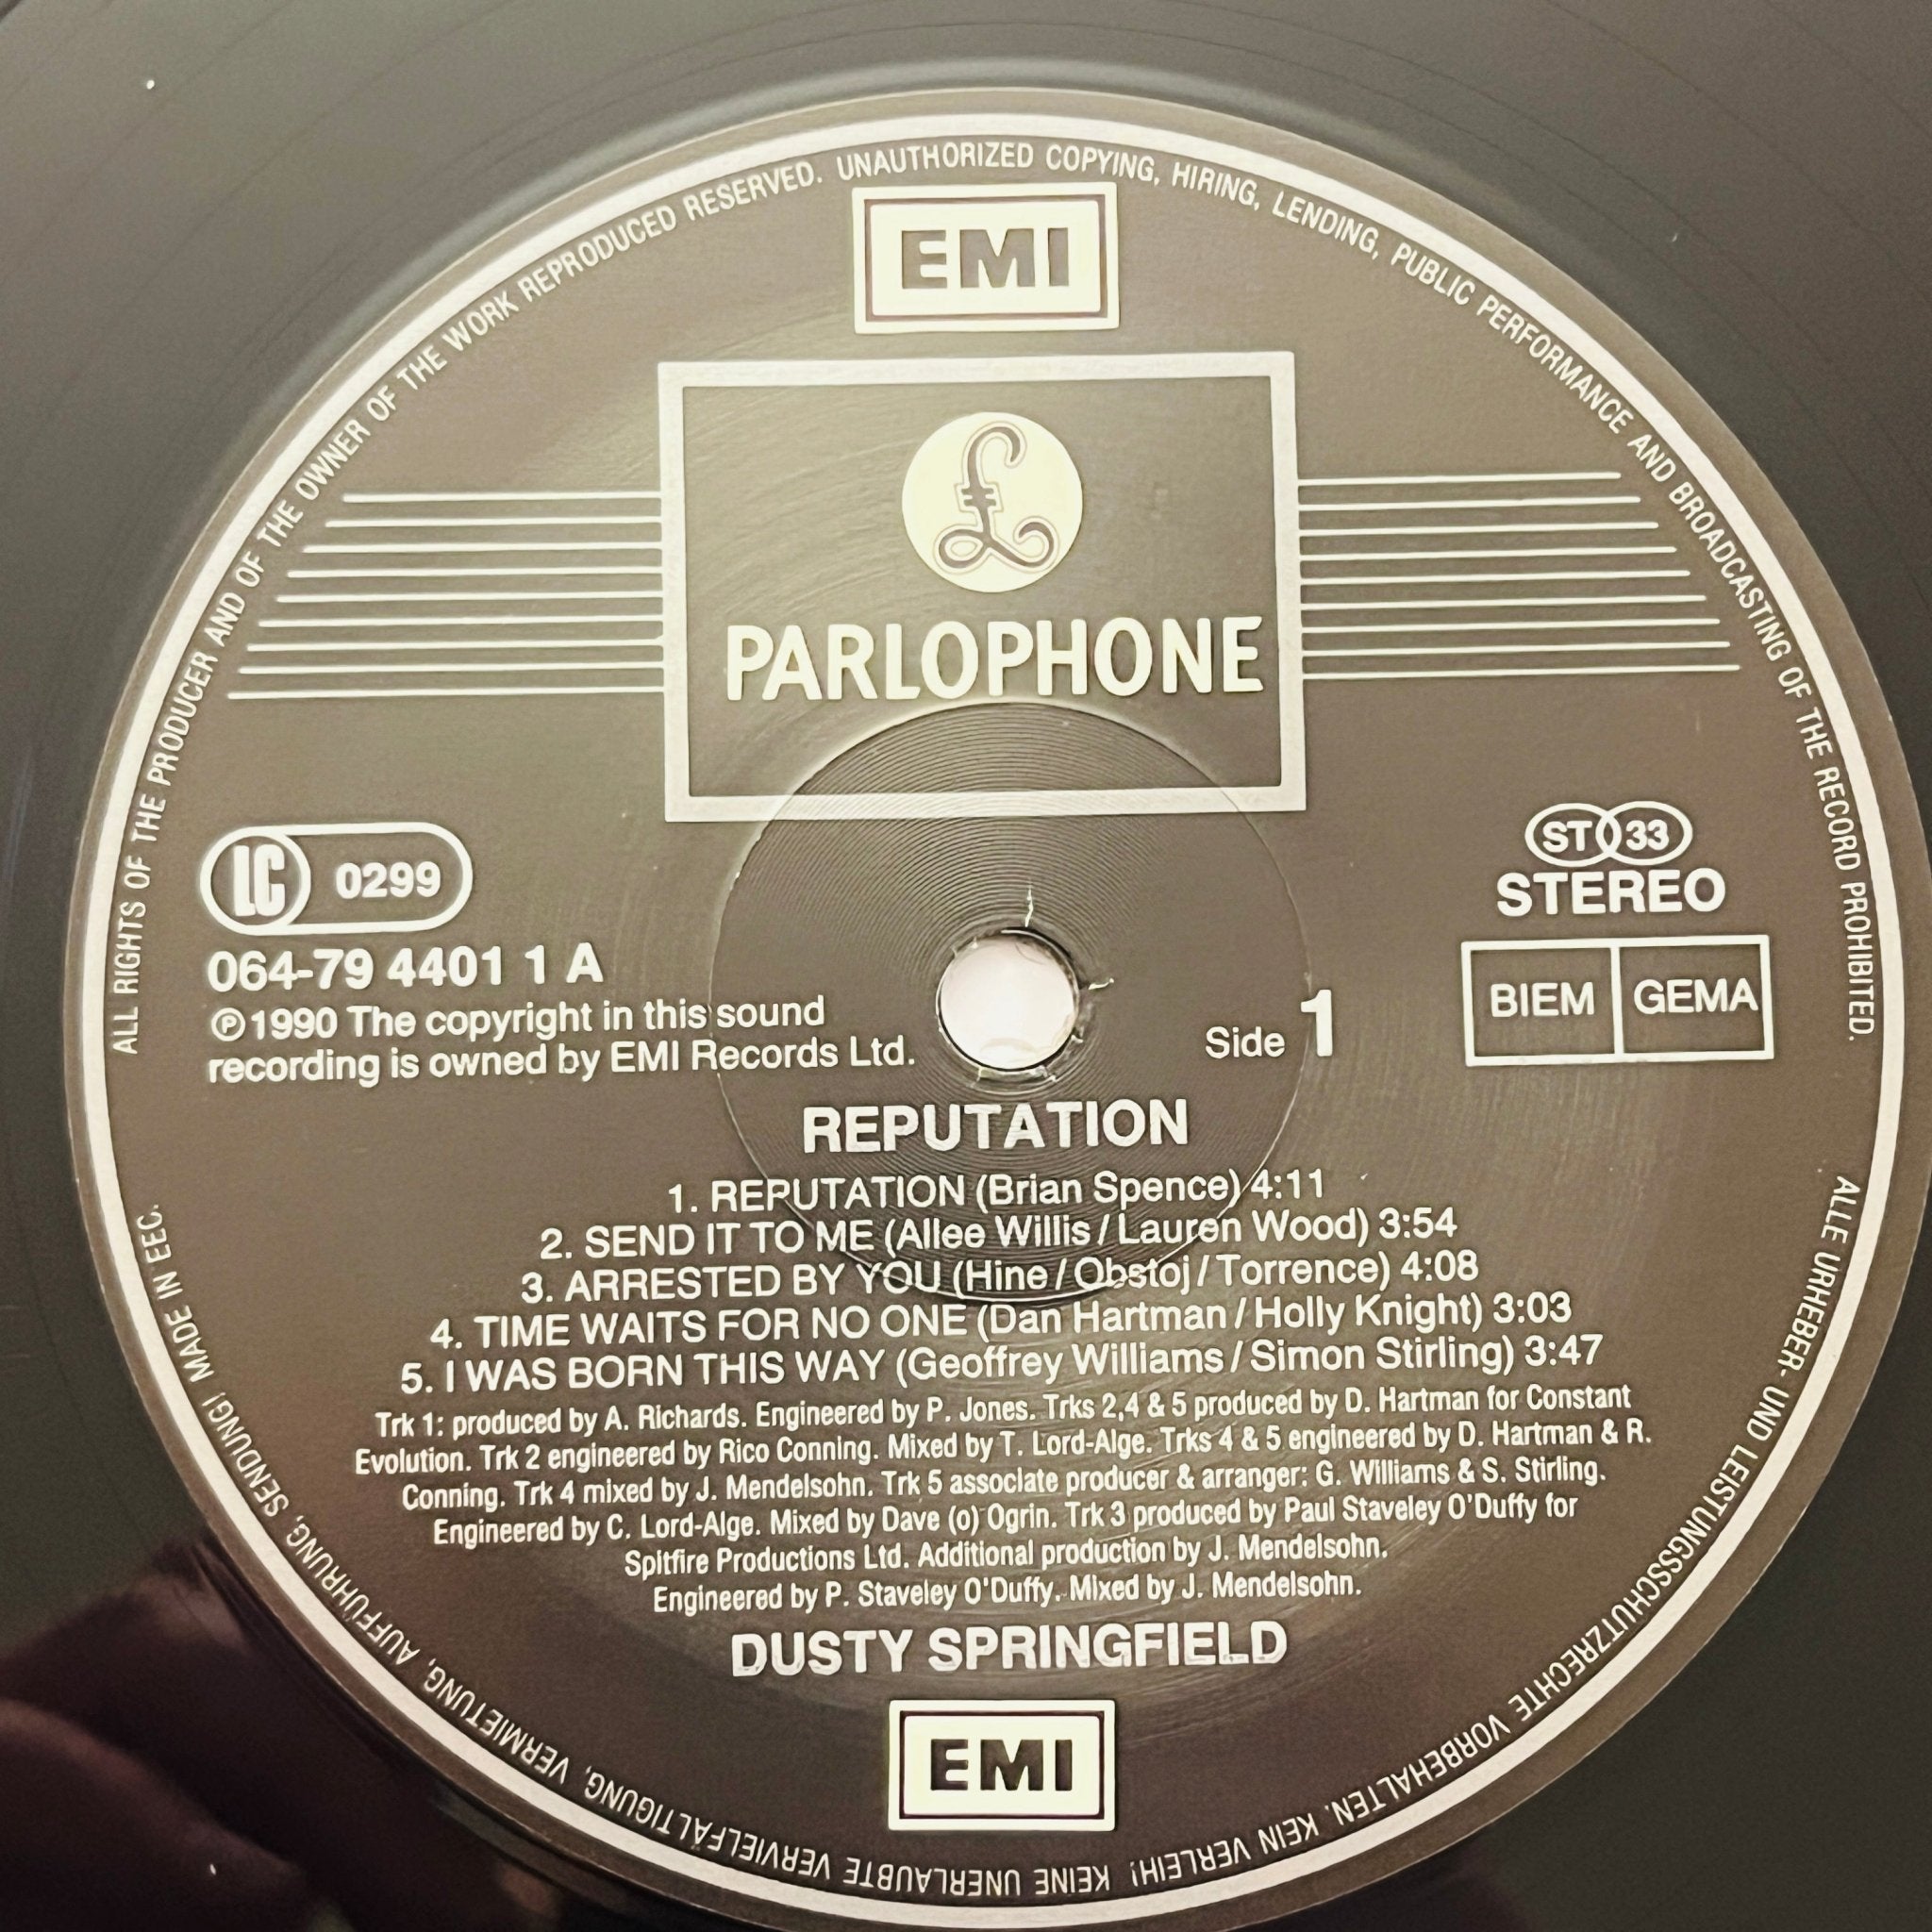 ALL RIGHTS OF THE PRODUCER AND OF THE OWNER OF THE WORK REPRODUCED RESERVED. UNAUTHORIZED COPYING, HIRING, LENDING, PUBLIC PERFORMANCE AND BROADCASTING OF THE RECORD PROHIBITED.
EMI
£
PARLOPHONE
LC 0299
ST 33
STEREO
064-79 4401 1 A
BIEM GEMA
℗1990 The copyright in this sound
recording is owned by EMI Records Ltd.
Side 1
REPUTATION
1. REPUTATION (Brian Spence) 4:11
2. SEND IT TO ME (Allee Willis / Lauren Wood) 3:54
3. ARRESTED BY YOU (Hine / Obstoj / Torrence) 4:08
4. TIME WAITS FOR NO ONE (Dan Hartman / Holly Knight) 3:03
5. I WAS BORN THIS WAY (Geoffrey Williams / Simon Stirling) 3:47
Trk 1: produced by A. Richards. Engineered by P. Jones. Trks 2,4 & 5 produced by D. Hartman for Constant
Evolution. Trk 2 engineered by Rico Conning. Mixed by T. Lord-Alge. Trks 4 & 5 engineered by D. Hartman & R.
Conning. Trk 4 mixed by J. Mendelsohn. Trk 5 associate producer & arranger: G. Williams & S. Stirling.
Engineered by C. Lord-Alge. Mixed by Dave (o) Ogrin. Trk 3 produced by Paul Staveley O'Duffy for
Spitfire Productions Ltd. Additional production by J. Mendelsohn.
Engineered by P. Staveley O'Duffy. Mixed by J. Mendelsohn.
DUSTY SPRINGFIELD
EMI
ALLE URHEBER- UND LEISTUNGSSCHUTZRECHTE VORBEHALTEN. KEIN VERLEIH! KEINE UNERLAUBTE VERVIELFÄLTIGUNG, VERMIETUNG, AUFFÜHRUNG, SENDUNG! MADE IN EEC.